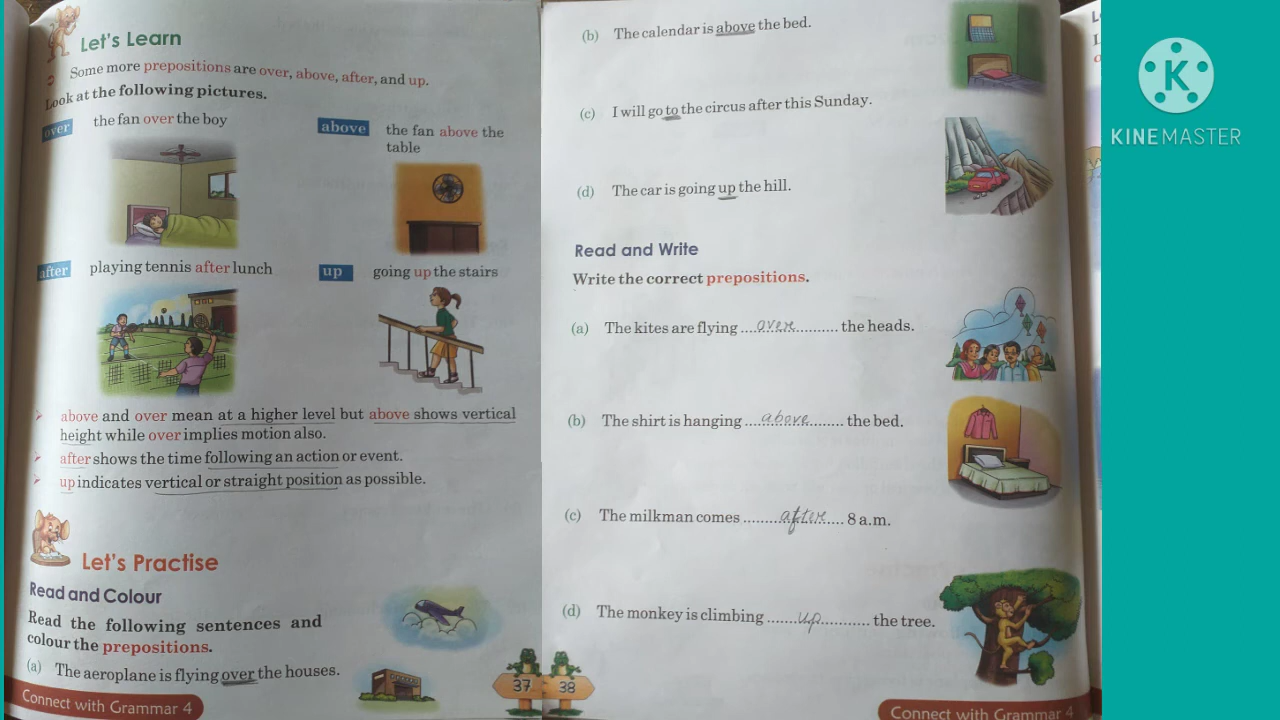 Let's Learn
Some more prepositions are over, above, after, and up.
Look at the following pictures.
over
the fan over the boy
above
the fan above the
table
after
playing tennis after lunch
up
going up the stairs
above and over mean at a higher level but above shows vertical
height while over implies motion also.
after shows the time following an action or event.
up indicates vertical or straight position as possible.
Let's Practise
Read and Colour
Read the following sentences and
colour the prepositions.
(a) The aeroplane is flying over the houses.
37
Connect with Grammar 4
(b) The calendar is above the bed.
(c) I will go to the circus after this Sunday.
(d) The car is going up the hill.
Read and Write
Write the correct prepositions.
(a) The kites are flying ....over.......... the heads.
(b) The shirt is hanging ....above......... the bed.
(c) The milkman comes .........after.... 8 a.m.
(d) The monkey is climbing .......up........... the tree.
38
Connect with Grammar 4
K
KINEMASTER